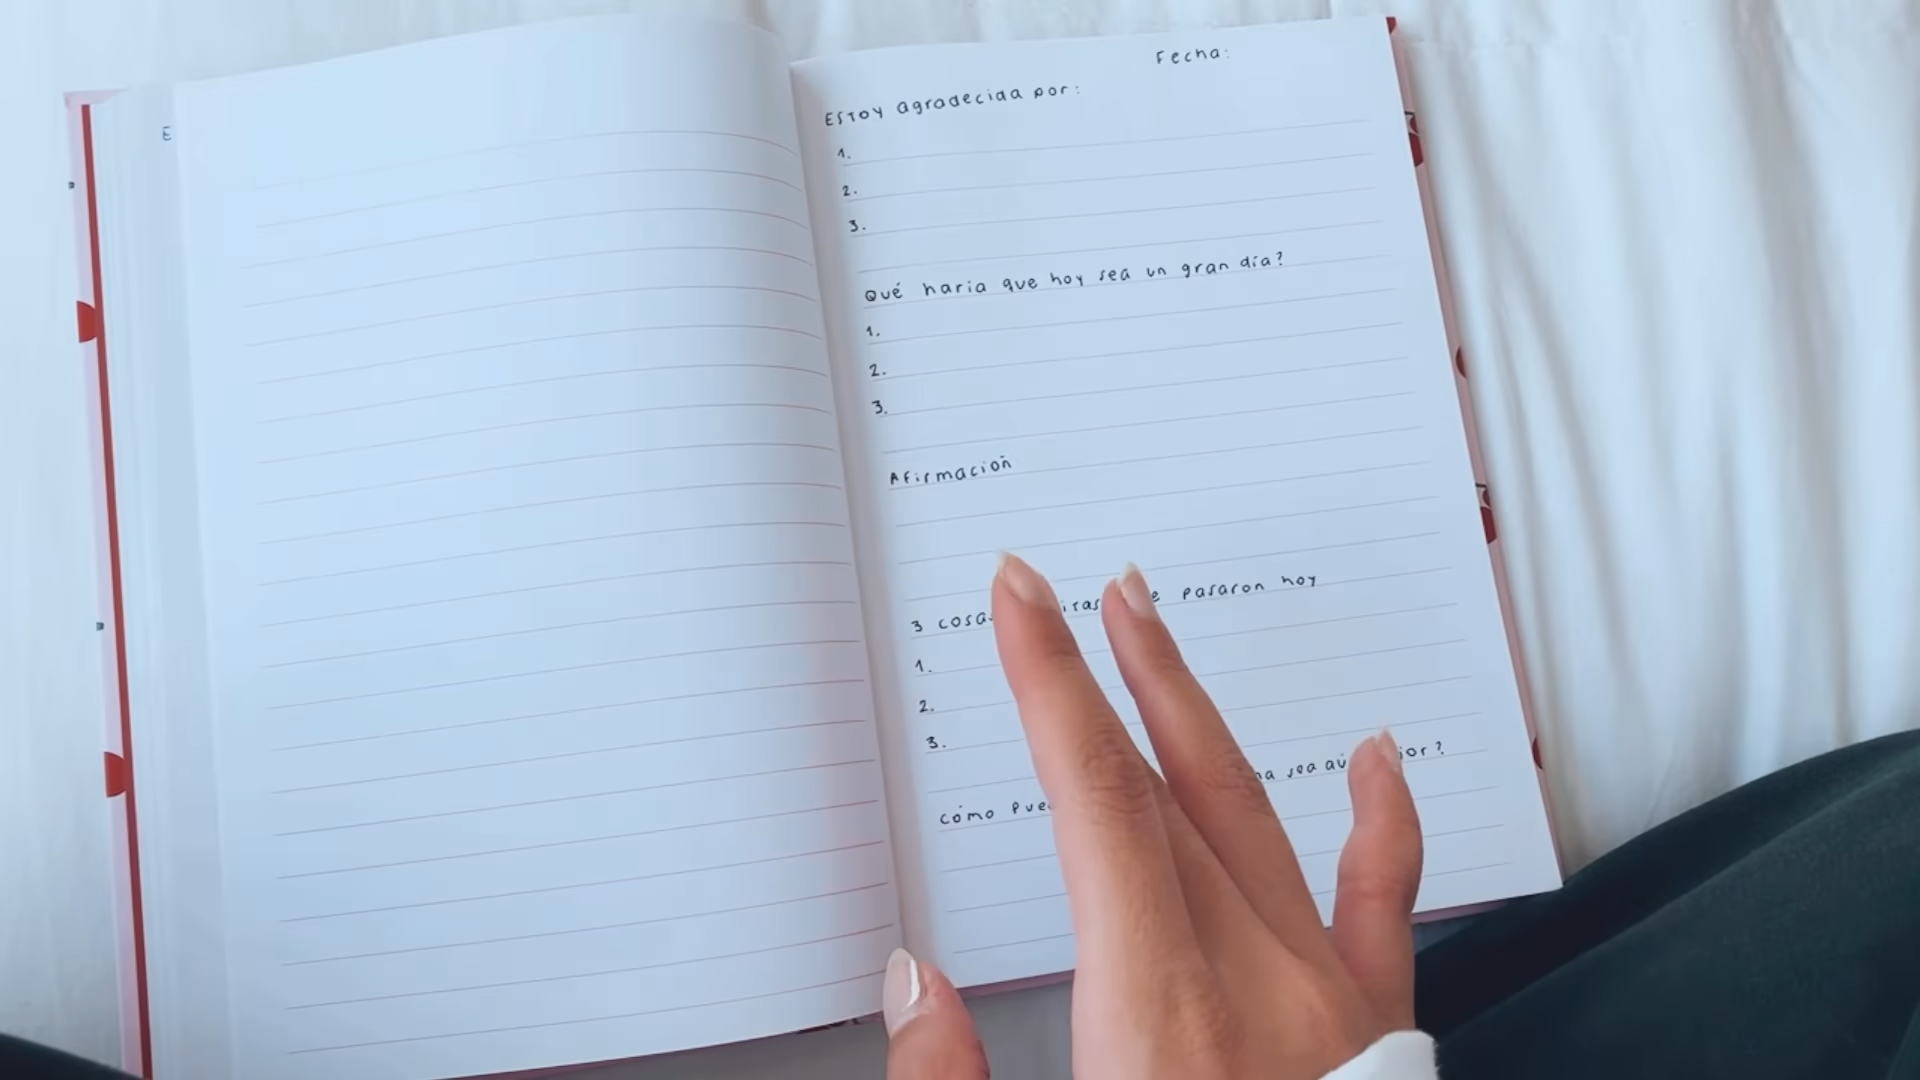 E
Fecha:
Estoy agradecida por:
1.
2.
3.
Qué haria que hoy sea un gran día?
1.
2.
3.
Afirmación
3 pasaron hoy
1.
2.
3.
cómo sea